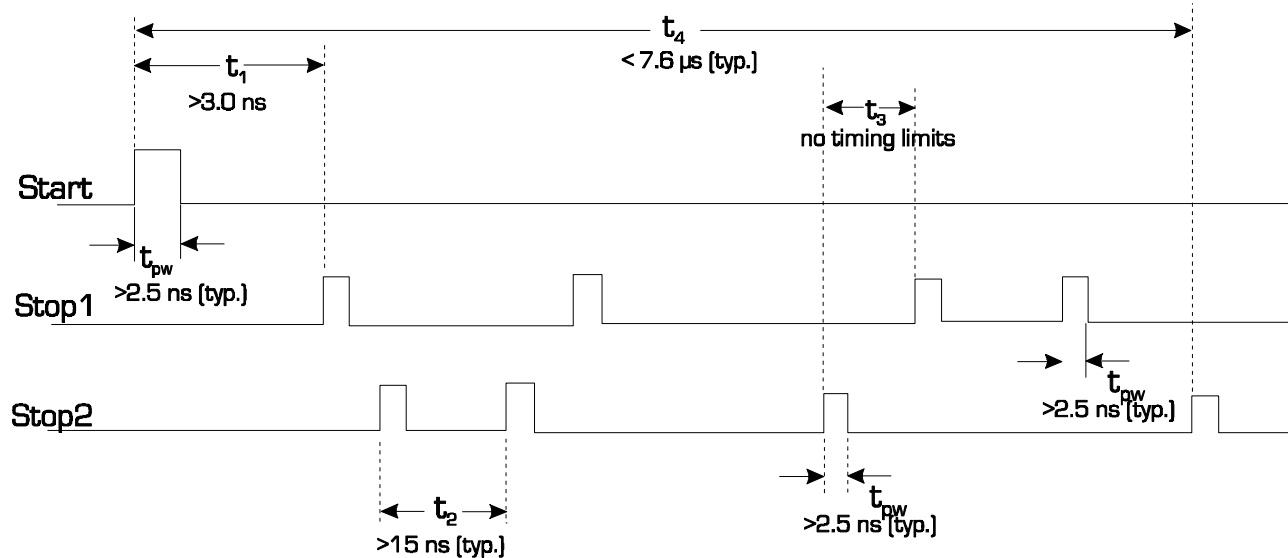 t4
< 7.6 µs (typ.)
t1
>3.0 ns
t3
no timing limits
Start
tpw
>2.5 ns (typ.)
Stop1
tpw
>2.5 ns (typ.)
Stop2
tpw
>2.5 ns (typ.)
t2
>15 ns (typ.)